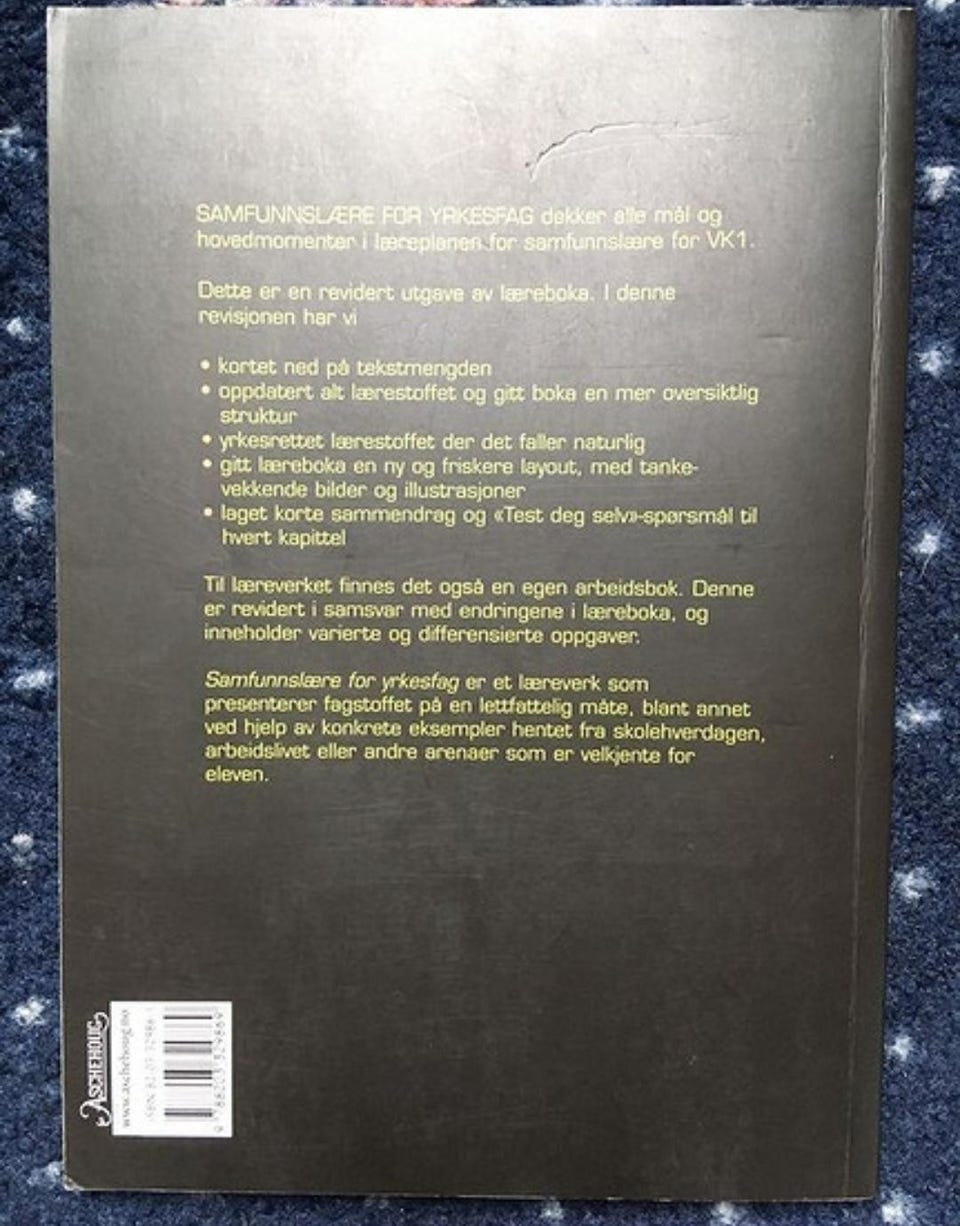 SAMFUNNSLÆRE FOR YRKESFAG dekker alle mål og
hovedmomenter i læreplanen for samfunnslære for VK1.
Dette er en revidert utgave av læreboka. I denne
revisjonen har vi
• kortet ned på tekstmengden
• oppdatert alt lærestoffet og gitt boka en mer oversiktlig
struktur
• yrkesrettet lærestoffet der det faller naturlig
• gitt læreboka en ny og friskere layout, med tanke-
vekkende bilder og illustrasjoner
• laget korte sammendrag og «Test deg selv»-spørsmål til
hvert kapittel
Til læreverket finnes det også en egen arbeidsbok. Denne
er revidert i samsvar med endringene i læreboka, og
inneholder varierte og differensierte oppgaver.
Samfunnslære for yrkesfag er et læreverk som
presenterer fagstoffet på en lettfattelig måte, blant annet
ved hjelp av konkrete eksempler hentet fra skolehverdagen,
arbeidslivet eller andre arenaer som er velkjente for
eleven.
ASCHEHOUG
www.aschehoug.no
ISBN